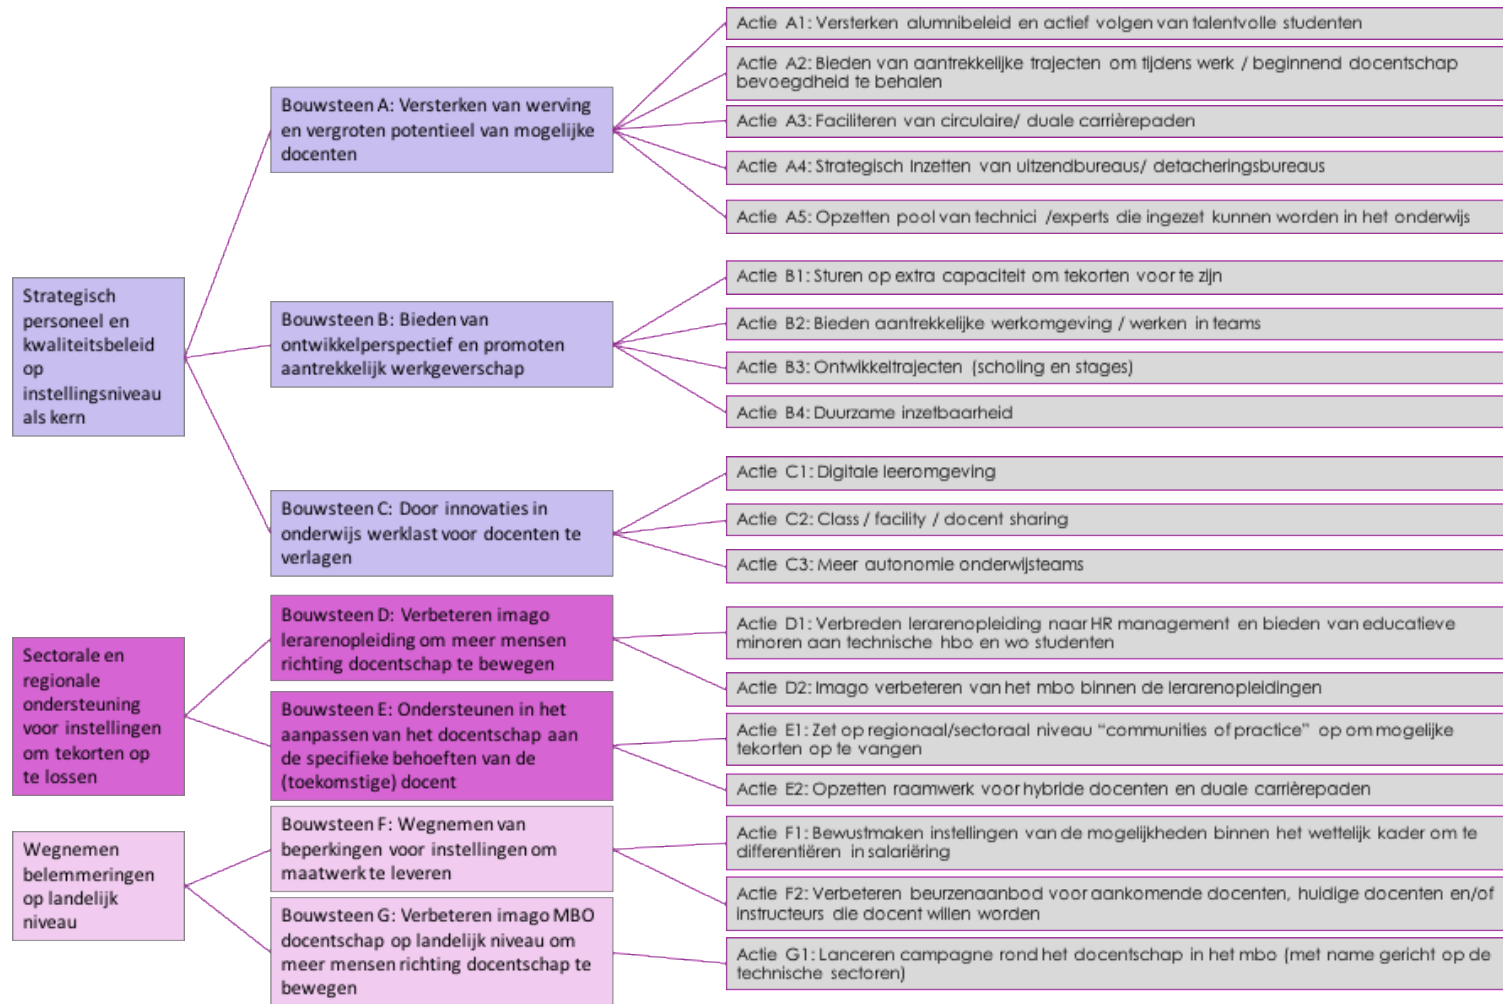 Strategisch
personeel en
kwaliteitsbeleid
op
instellingsniveau
als kern
Bouwsteen A: Versterken van werving
en vergroten potentieel van mogelijke
docenten
Actie A1: Versterken alumnibeleid en actief volgen van talentvolle studenten
Actie A2: Bieden van aantrekkelijke trajecten om tijdens werk / beginnend docentschap
bevoegdheid te behalen
Actie A3: Faciliteren van circulaire/ duale carrièrepaden
Actie A4: Strategisch Inzetten van uitzendbureaus/ detacheringsbureaus
Actie A5: Opzetten pool van technici /experts die ingezet kunnen worden in het onderwijs
Bouwsteen B: Bieden van
ontwikkelperspectief en promoten
aantrekkelijk werkgeverschap
Actie B1: Sturen op extra capaciteit om tekorten voor te zijn
Actie B2: Bieden aantrekkelijke werkomgeving / werken in teams
Actie B3: Ontwikkeltrajecten (scholing en stages)
Actie B4: Duurzame inzetbaarheid
Bouwsteen C: Door innovaties in
onderwijs werklast voor docenten te
verlagen
Actie C1: Digitale leeromgeving
Actie C2: Class / facility / docent sharing
Actie C3: Meer autonomie onderwijsteams
Sectorale en
regionale
ondersteuning
voor instellingen
om tekorten op
te lossen
Bouwsteen D: Verbeteren imago
lerarenopleiding om meer mensen
richting docentschap te bewegen
Actie D1: Verbreden lerarenopleiding naar HR management en bieden van educatieve
minoren aan technische hbo en wo studenten
Actie D2: Imago verbeteren van het mbo binnen de lerarenopleidingen
Bouwsteen E: Ondersteunen in het
aanpassen van het docentschap aan
de specifieke behoeften van de
(toekomstige) docent
Actie E1: Zet op regionaal/sectoraal niveau “communities of practice” op om mogelijke
tekorten op te vangen
Actie E2: Opzetten raamwerk voor hybride docenten en duale carrièrepaden
Wegnemen
belemmeringen
op landelijk
niveau
Bouwsteen F: Wegnemen van
beperkingen voor instellingen om
maatwerk te leveren
Actie F1: Bewustmaken instellingen van de mogelijkheden binnen het wettelijk kader om te
differentiëren in salariëring
Actie F2: Verbeteren beurzenaanbod voor aankomende docenten, huidige docenten en/of
instructeurs die docent willen worden
Bouwsteen G: Verbeteren imago MBO
docentschap op landelijk niveau om
meer mensen richting docentschap te
bewegen
Actie G1: Lanceren campagne rond het docentschap in het mbo (met name gericht op de
technische sectoren)